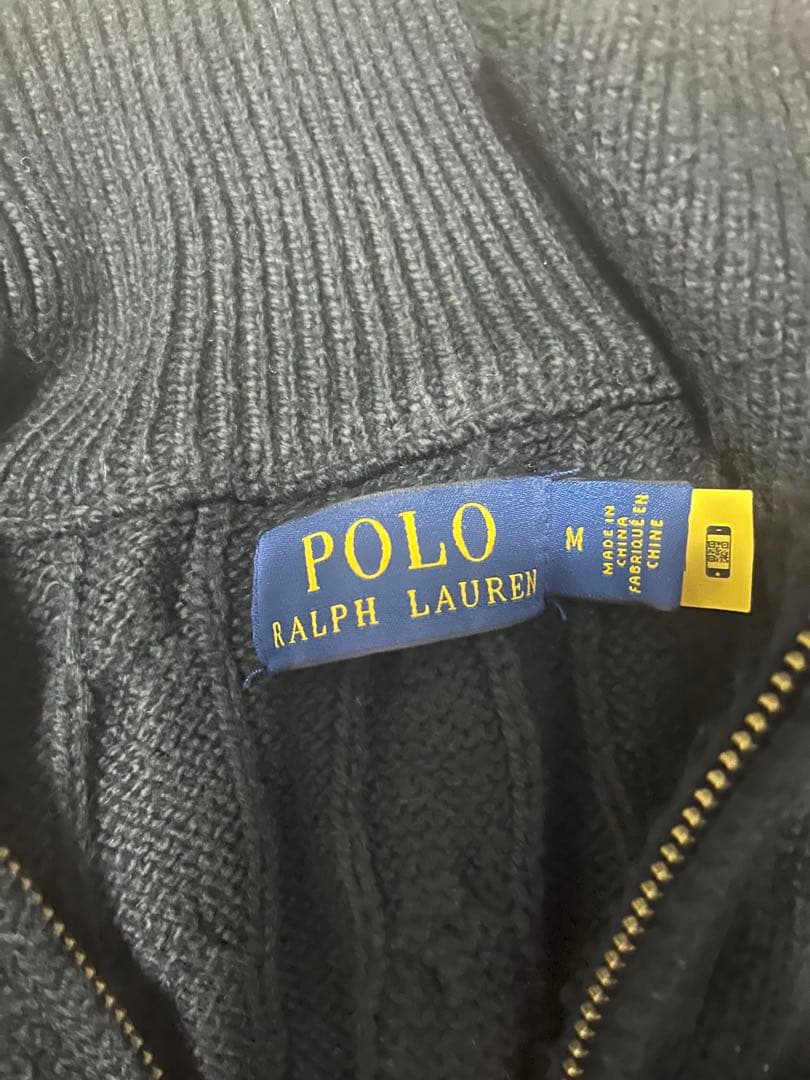 POLO
RALPH LAUREN
M
MADE IN
CHINA
FABRIQUÉ EN
CHINE